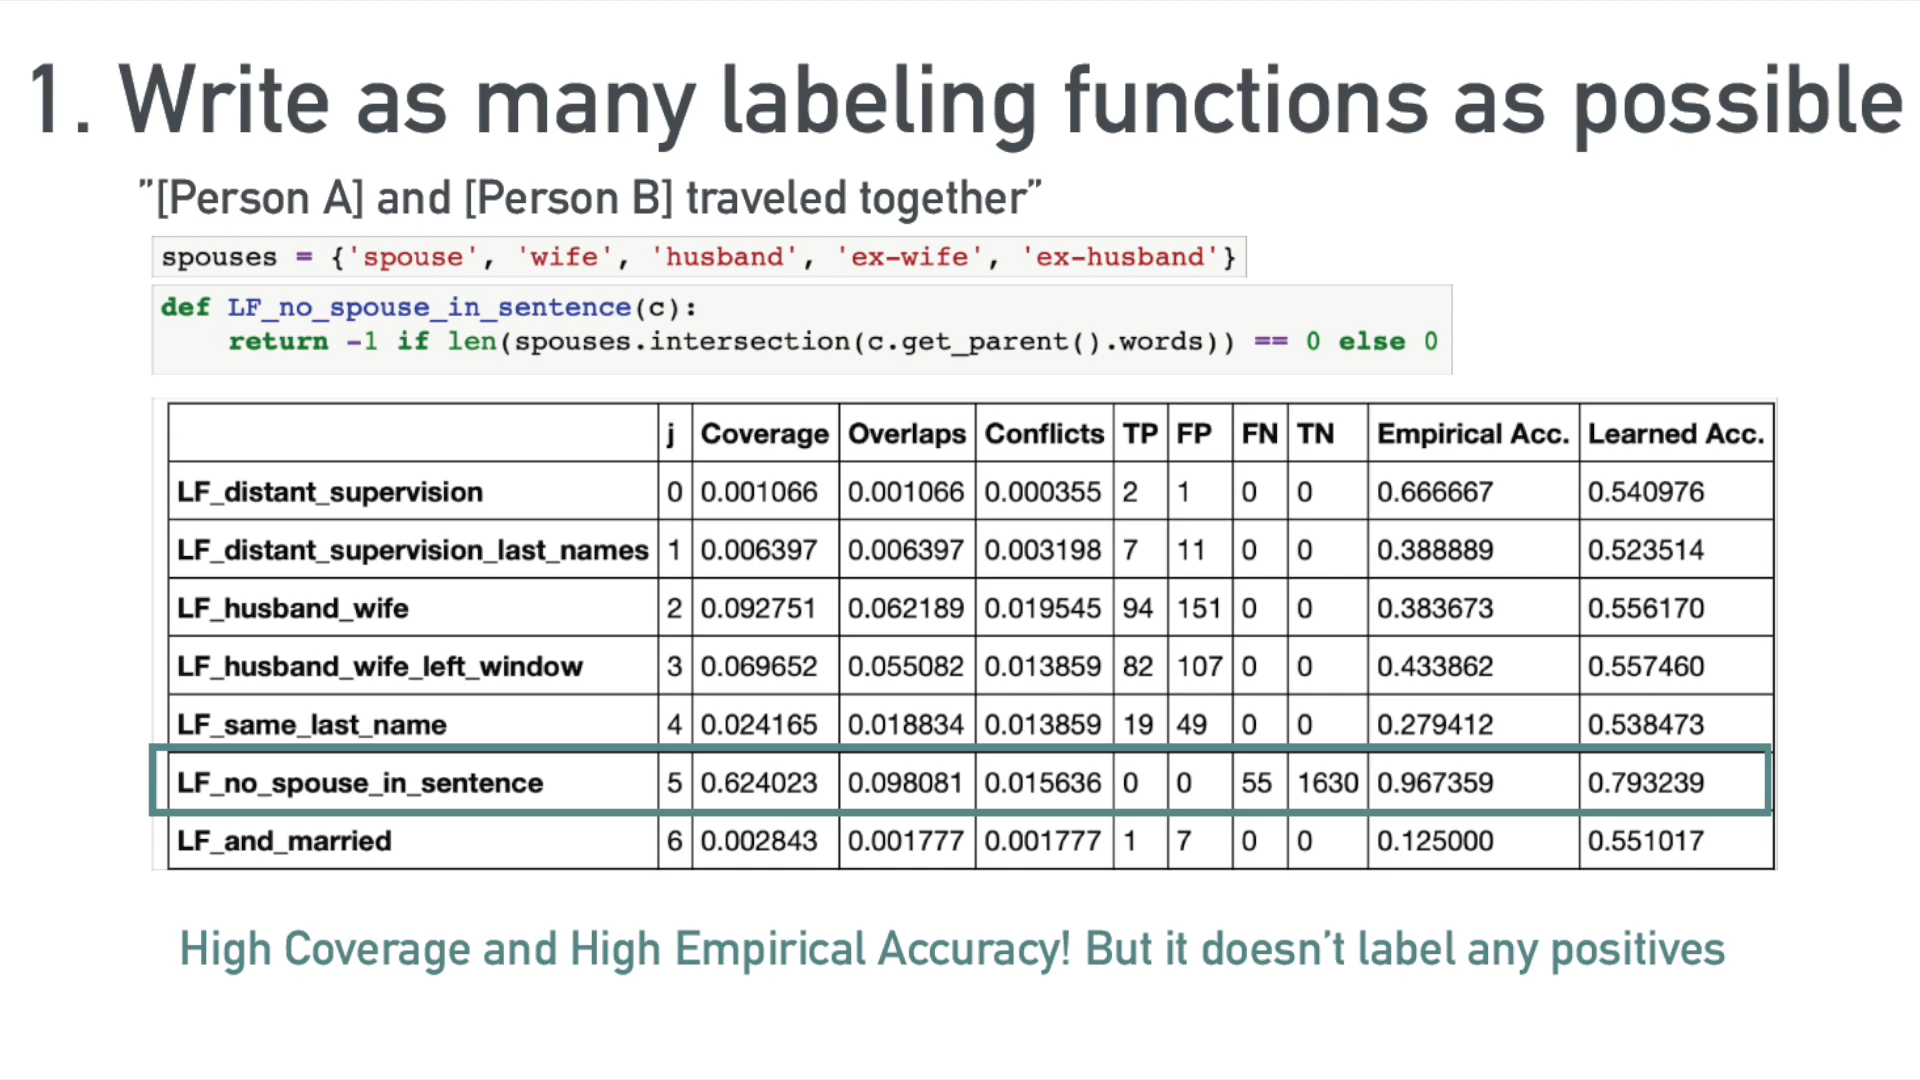 1. Write as many labeling functions as possible
”[Person A] and [Person B] traveled together”
spouses = {'spouse', 'wife', 'husband', 'ex-wife', 'ex-husband'}
def LF_no_spouse_in_sentence(c):
    return -1 if len(spouses.intersection(c.get_parent().words)) == 0 else 0
j Coverage Overlaps Conflicts TP FP FN TN Empirical Acc. Learned Acc.
LF_distant_supervision 0 0.001066 0.001066 0.000355 2 1 0 0 0.666667 0.540976
LF_distant_supervision_last_names 1 0.006397 0.006397 0.003198 7 11 0 0 0.388889 0.523514
LF_husband_wife 2 0.092751 0.062189 0.019545 94 151 0 0 0.383673 0.556170
LF_husband_wife_left_window 3 0.069652 0.055082 0.013859 82 107 0 0 0.433862 0.557460
LF_same_last_name 4 0.024165 0.018834 0.013859 19 49 0 0 0.279412 0.538473
LF_no_spouse_in_sentence 5 0.624023 0.098081 0.015636 0 0 55 1630 0.967359 0.793239
LF_and_married 6 0.002843 0.001777 0.001777 1 7 0 0 0.125000 0.551017
High Coverage and High Empirical Accuracy! But it doesn’t label any positives